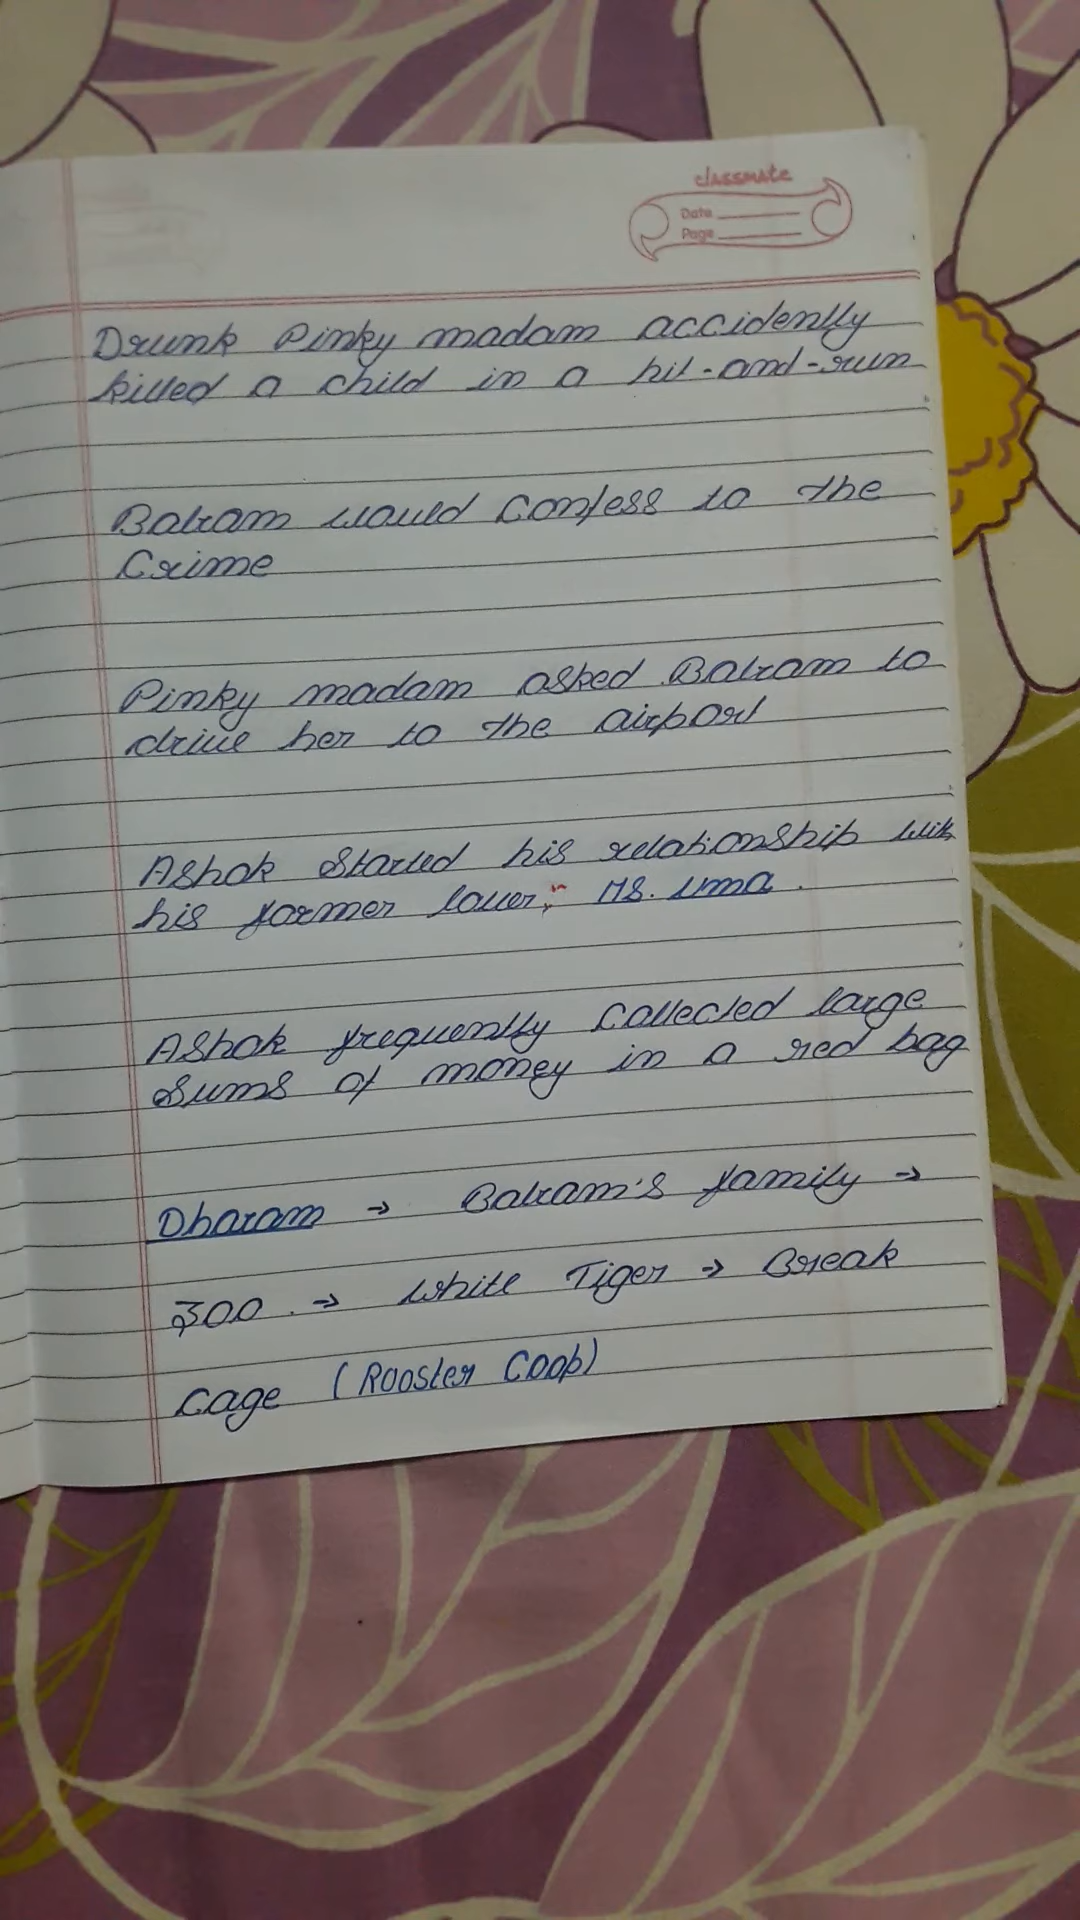 classmate
Date
Page
Drunk Pinky madam accidently
killed a child in a hit-and-run
Balram would Confess to the
Crime
Pinky madam asked Balram to
drive her to the airport
Ashok Started his relationship with
his former lover, Ms. Uma.
Ashok frequently Collected large
Sums of money in a red bag
Dharam → Balram's family →
300. → White Tiger → Break
Cage (Rooster Coop)